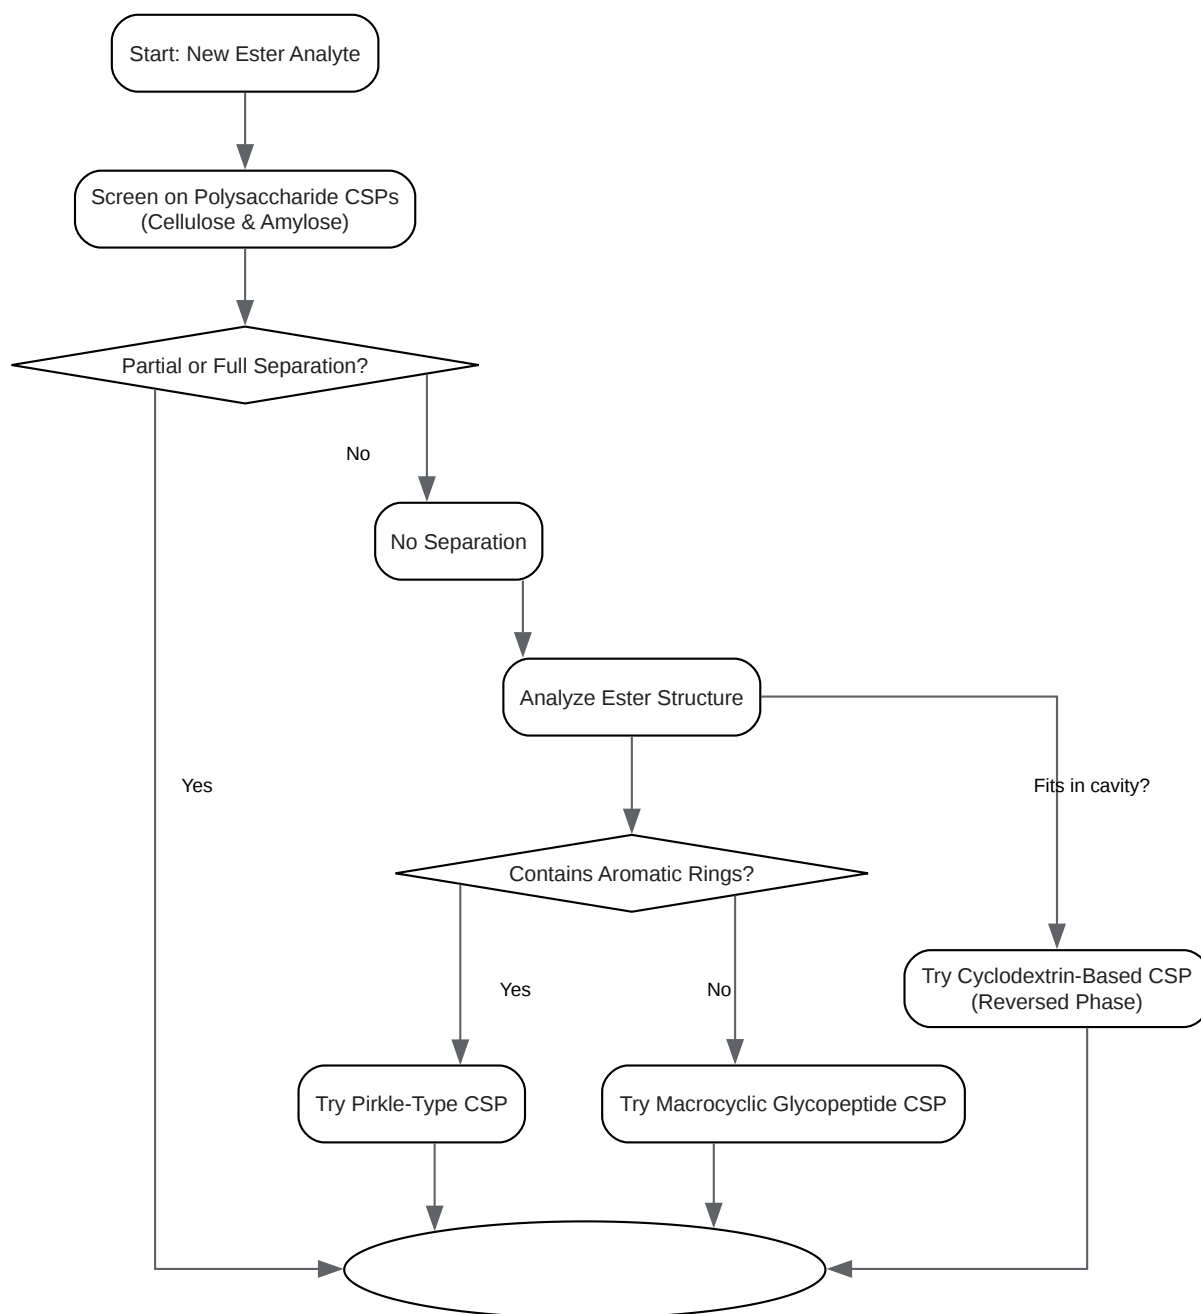 Start: New Ester Analyte
Screen on Polysaccharide CSPs
(Cellulose & Amylose)
Partial or Full Separation?
No
No Separation
Analyze Ester Structure
Yes
Fits in cavity?
Contains Aromatic Rings?
Yes
No
Try Cyclodextrin-Based CSP
(Reversed Phase)
Try Pirkle-Type CSP
Try Macrocyclic Glycopeptide CSP